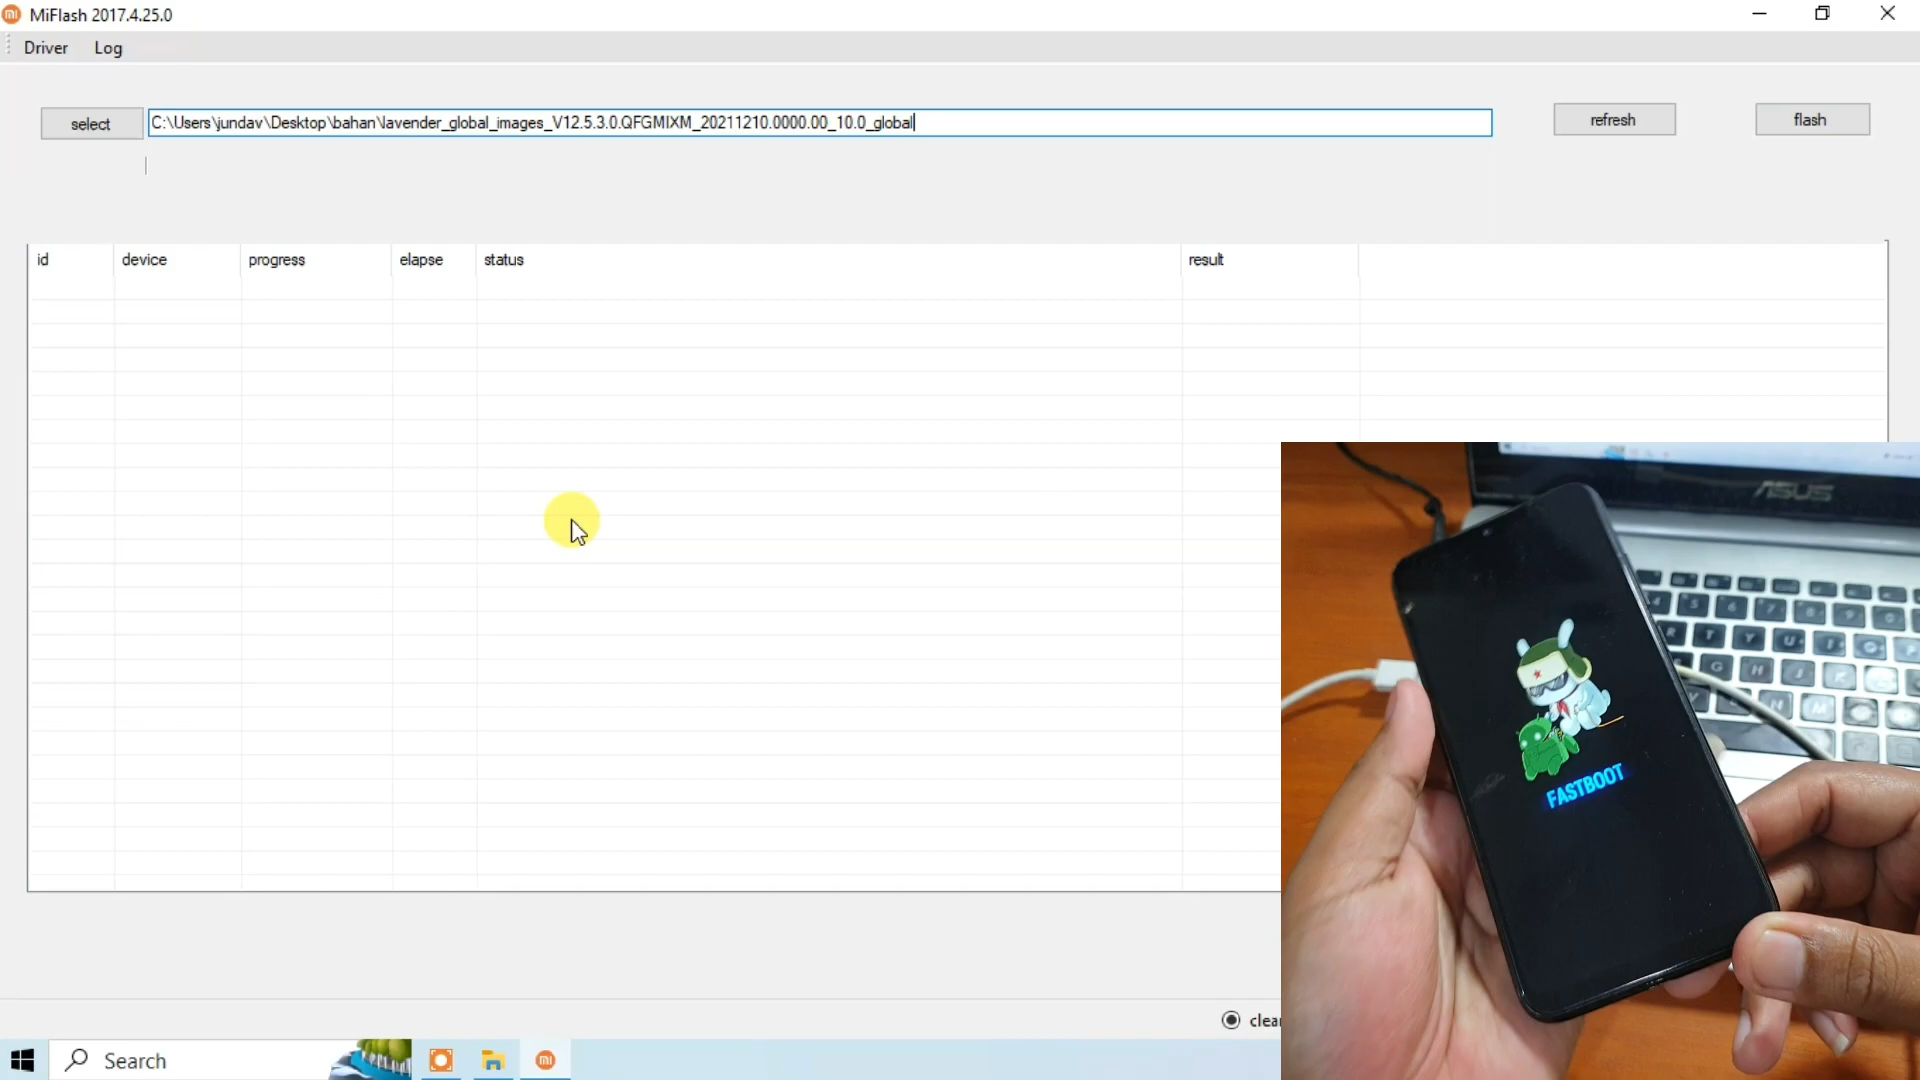 MiFlash 2017.4.25.0
Driver Log
select C:\Users\jundav\Desktop\bahan\lavender_global_images_V12.5.3.0.QFGMIXM_20211210.0000.00_10.0_global refresh flash
id device progress elapse status result
ASUS
FASTBOOT
clea
Search